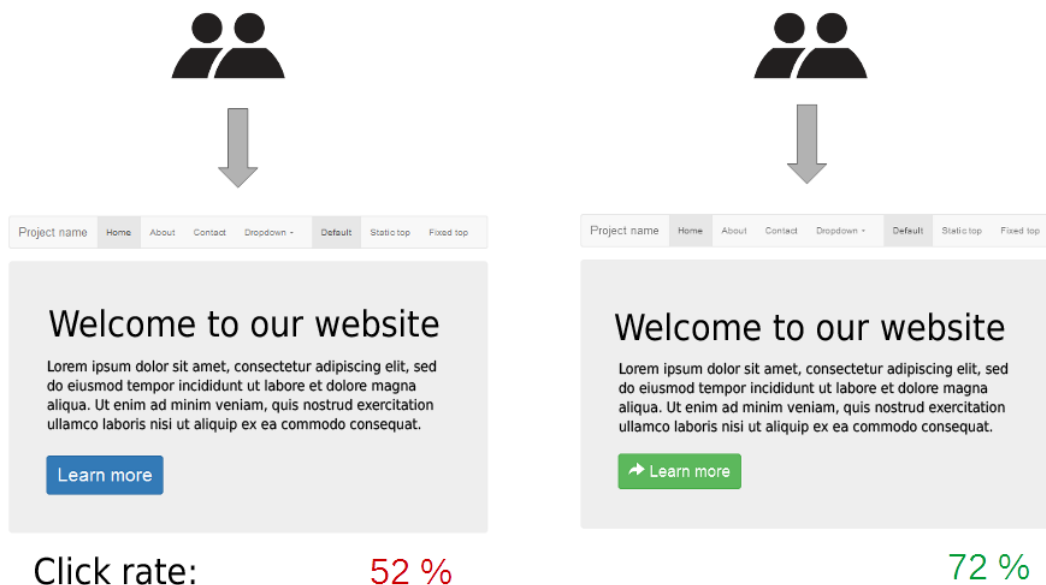 Project name Home About Contact Dropdown Default Static top Fixed top
Welcome to our website
Lorem ipsum dolor sit amet, consectetur adipiscing elit, sed
do eiusmod tempor incididunt ut labore et dolore magna
aliqua. Ut enim ad minim veniam, quis nostrud exercitation
ullamco laboris nisi ut aliquip ex ea commodo consequat.
Learn more
Click rate: 52 %
Project name Home About Contact Dropdown Default Static top Fixed top
Welcome to our website
Lorem ipsum dolor sit amet, consectetur adipiscing elit, sed
do eiusmod tempor incididunt ut labore et dolore magna
aliqua. Ut enim ad minim veniam, quis nostrud exercitation
ullamco laboris nisi ut aliquip ex ea commodo consequat.
Learn more
72 %